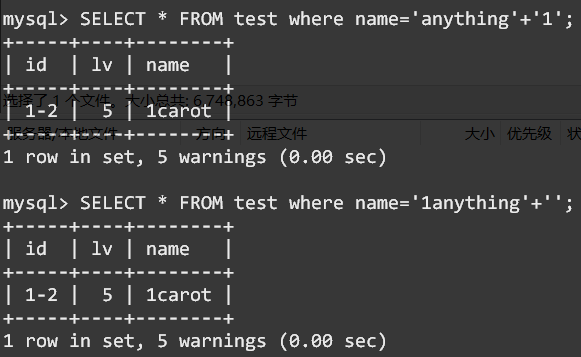 mysql> SELECT * FROM test where name='anything'+'1';
+-----+----+--------+
| id | lv | name |
+-----+----+--------+
选择了 1 个文件。大小总共: 6,748,863 字节
| 1-2 | 5 | 1carot |
服务器/本地文件 方向 远程文件 大小 优先级 状
+-----+----+--------+
1 row in set, 5 warnings (0.00 sec)
mysql> SELECT * FROM test where name='1anything'+'';
+-----+----+--------+
| id | lv | name |
+-----+----+--------+
| 1-2 | 5 | 1carot |
+-----+----+--------+
1 row in set, 5 warnings (0.00 sec)